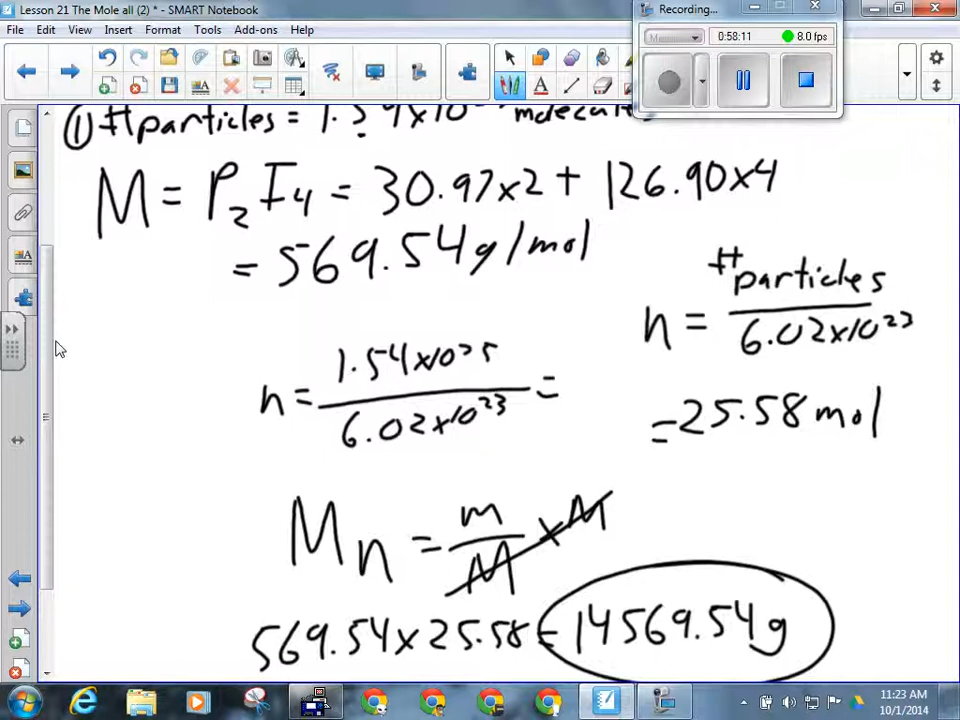 Lesson 21 The Mole all (2) * - SMART Notebook
Recording...
File Edit View Insert Format Tools Add-ons Help
0:58:11 8.0 fps
① # particles =
M = P2I4 = 30.97x2 + 126.90x4
= 569.54g/mol
n = # particles / 6.02x10²³
n = 1.54x10²⁵ / 6.02x10²³ =
= 25.58 mol
Mn = m/M x M
569.54 x 25.58 = 14569.54g
11:23 AM
10/1/2014